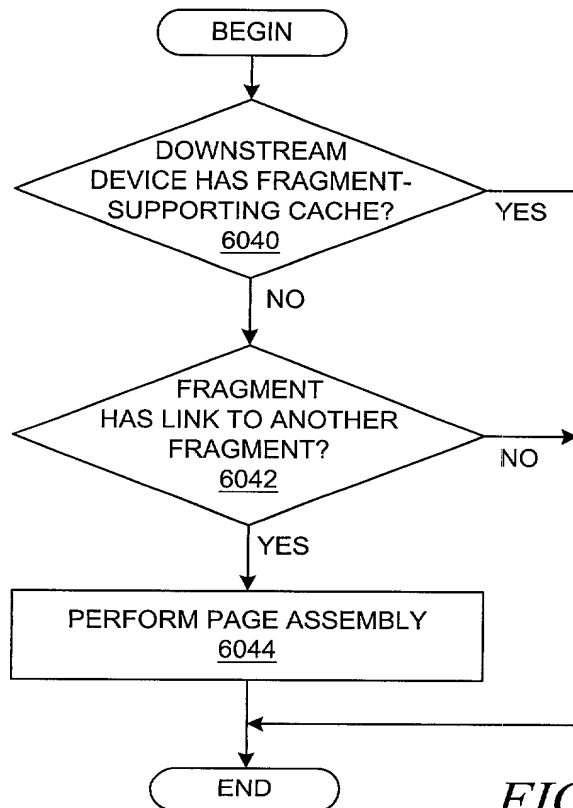 BEGIN
DOWNSTREAM
DEVICE HAS FRAGMENT-
SUPPORTING CACHE?
6040
YES
NO
FRAGMENT
HAS LINK TO ANOTHER
FRAGMENT?
6042
NO
YES
PERFORM PAGE ASSEMBLY
6044
END